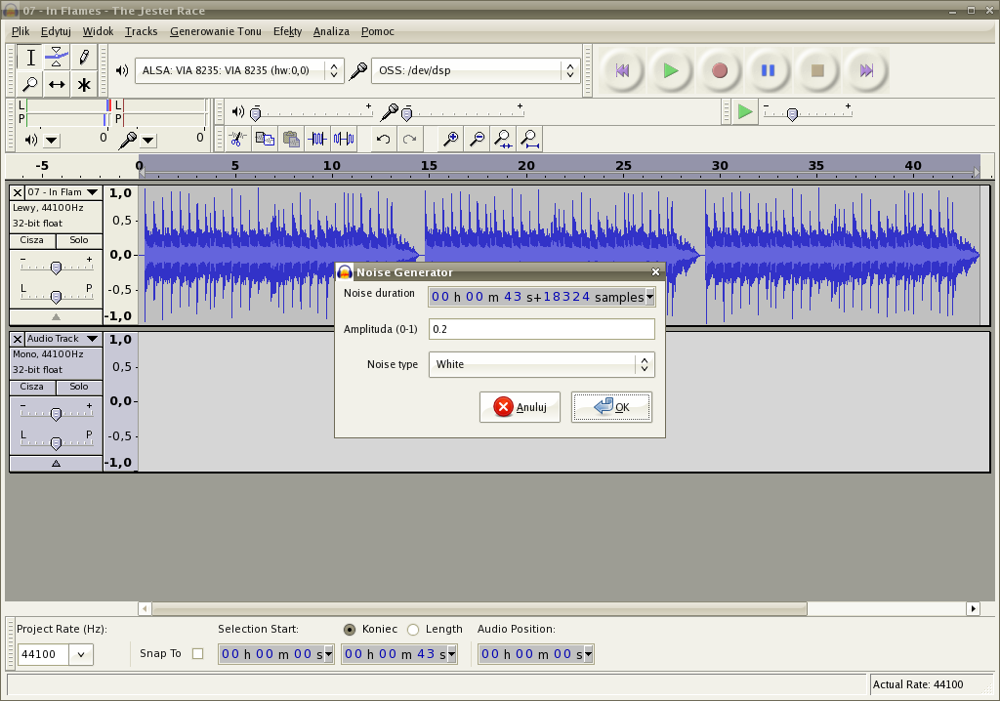 07 - In Flames - The Jester Race
Plik Edytuj Widok Tracks Generowanie Tonu Efekty Analiza Pomoc
ALSA: VIA 8235: VIA 8235 (hw:0,0) OSS: /dev/dsp
L L
P P
0 0
- + - + - +
-5 0 5 10 15 20 25 30 35 40
07 - In Flam 1,0
Lewy, 44100Hz
32-bit float 0,5
Cisza Solo
- + 0,0
L P -0,5
-1,0
Noise Generator
Noise duration 00 h 00 m 43 s+18324 samples
Amplituda (0-1) 0.2
Noise type White
Anuluj OK
Audio Track 1,0
Mono, 44100Hz
32-bit float 0,5
Cisza Solo
- + 0,0
L P -0,5
-1,0
Project Rate (Hz): Selection Start: Koniec Length Audio Position:
44100 Snap To 00 h 00 m 00 s 00 h 00 m 43 s 00 h 00 m 00 s
Actual Rate: 44100